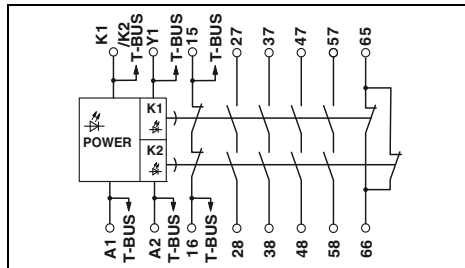 K1
/K2
T-BUS
Y1
T-BUS
15
T-BUS
27
37
47
57
65
POWER
K1
K2
A1
T-BUS
A2
T-BUS
16
T-BUS
28
38
48
58
66